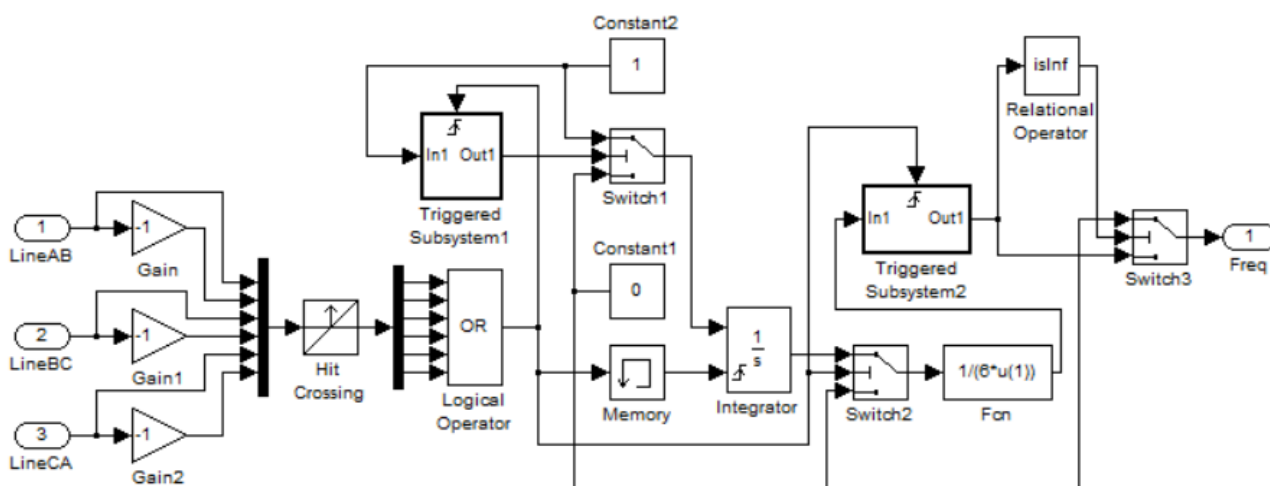 Constant2
1
isInf
Relational
Operator
In1
Out1
Triggered
Subsystem1
Switch1
In1
Out1
Triggered
Subsystem2
Switch3
1
Freq
1
LineAB
-1
Gain
Constant1
0
2
LineBC
-1
Gain1
Hit
Crossing
OR
Logical
Operator
Memory
1
s
Integrator
Switch2
1/(6*u(1))
Fcn
3
LineCA
-1
Gain2